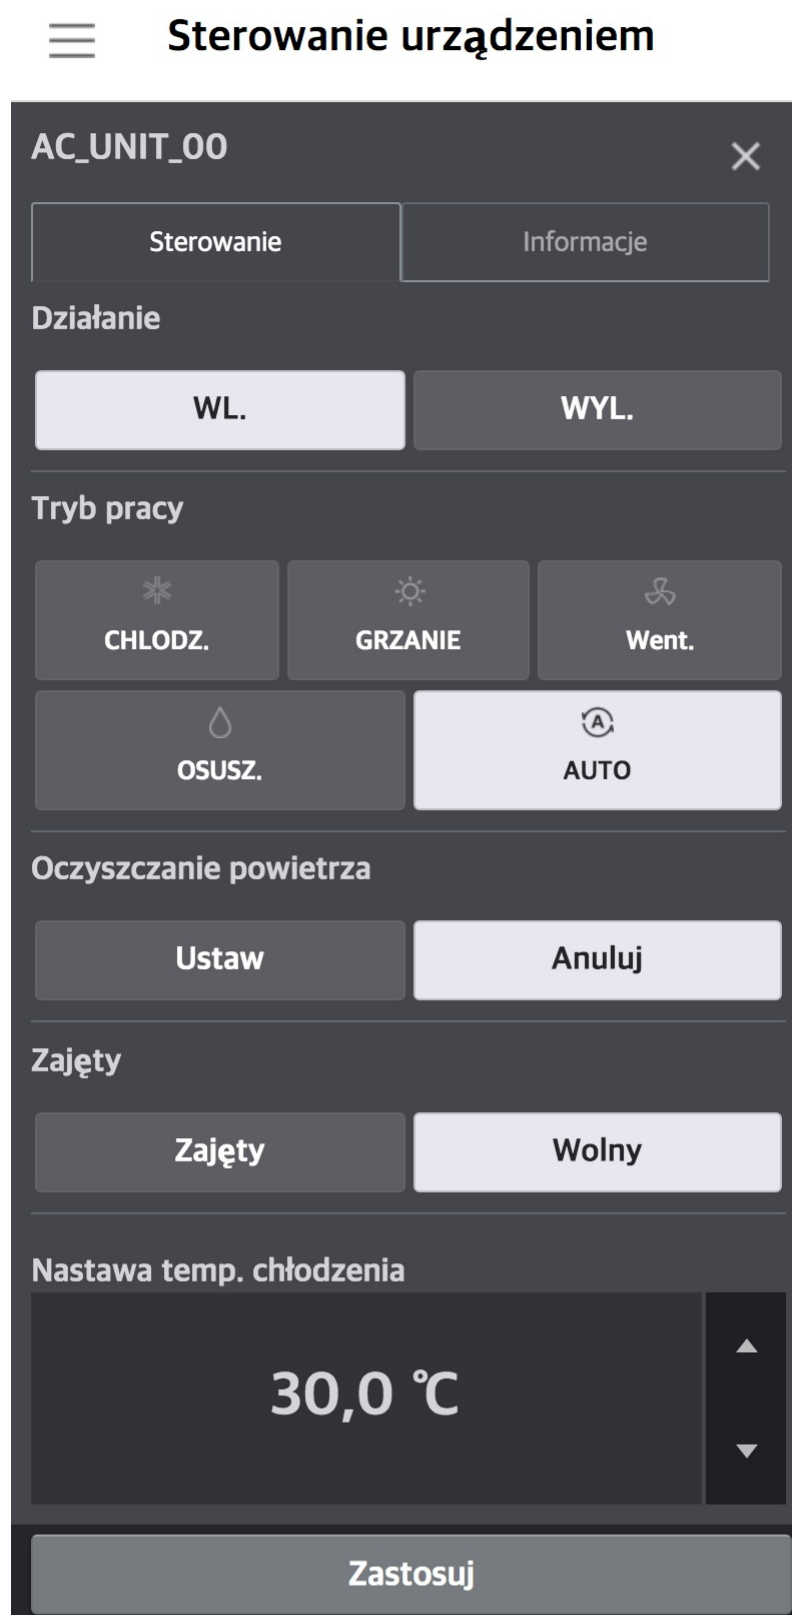 Sterowanie urządzeniem
AC_UNIT_00
Sterowanie Informacje
Działanie
WL. WYL.
Tryb pracy
CHLODZ. GRZANIE Went.
A
OSUSZ. AUTO
Oczyszczanie powietrza
Ustaw Anuluj
Zajęty
Zajęty Wolny
Nastawa temp. chłodzenia
30,0 ℃
Zastosuj